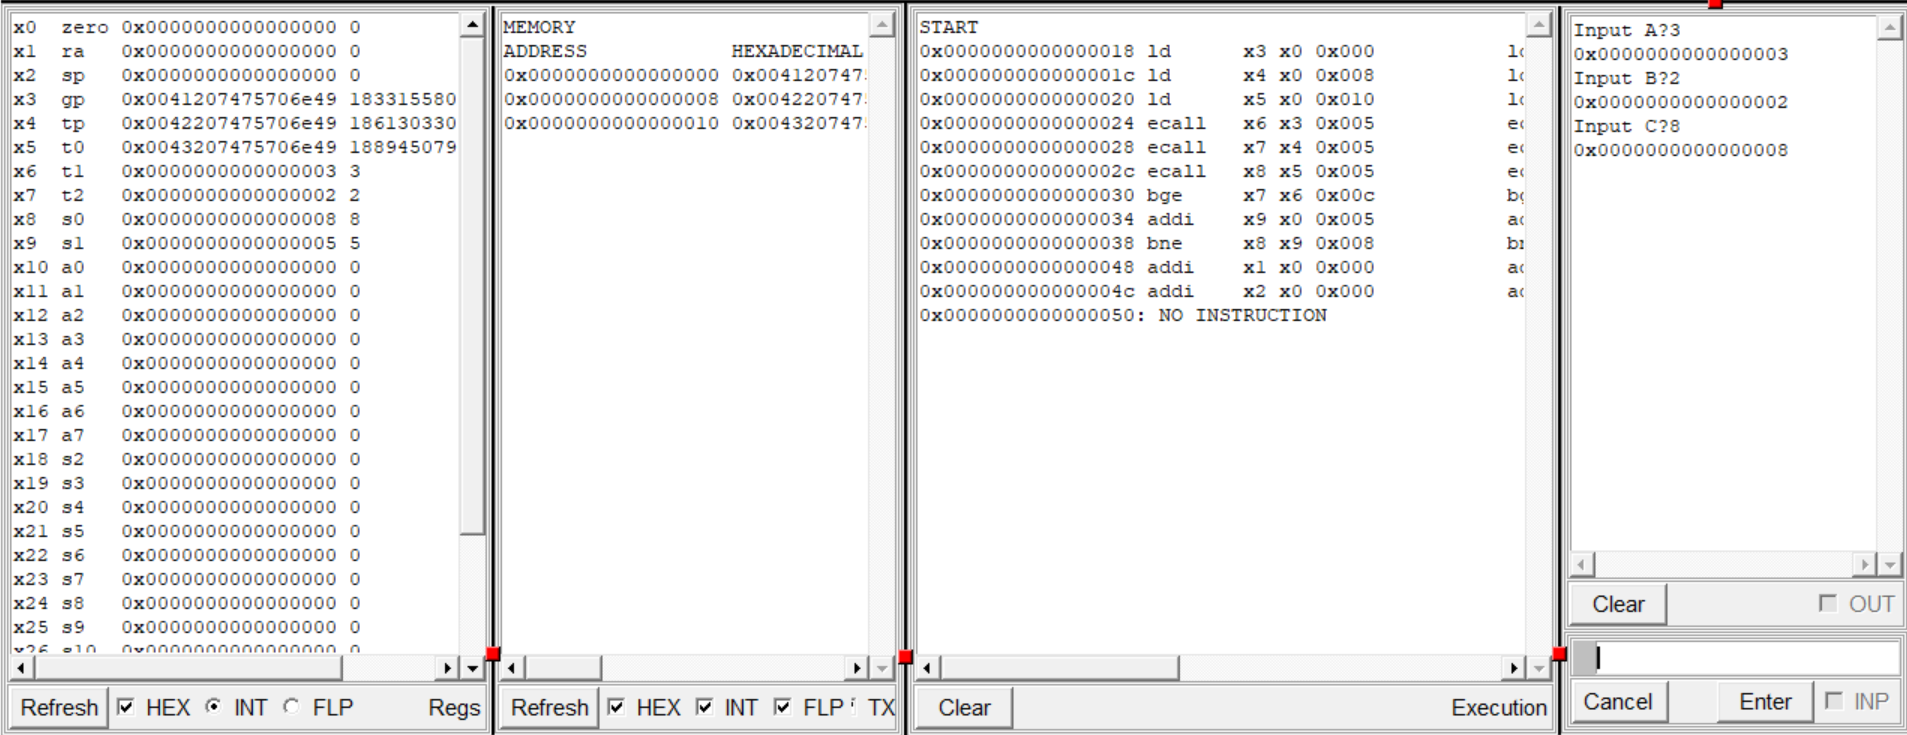 x0 zero 0x0000000000000000 0
x1 ra 0x0000000000000000 0
x2 sp 0x0000000000000000 0
x3 gp 0x0041207475706e49 183315580
x4 tp 0x0042207475706e49 186130330
x5 t0 0x0043207475706e49 188945079
x6 t1 0x0000000000000003 3
x7 t2 0x0000000000000002 2
x8 s0 0x0000000000000008 8
x9 s1 0x0000000000000005 5
x10 a0 0x0000000000000000 0
x11 a1 0x0000000000000000 0
x12 a2 0x0000000000000000 0
x13 a3 0x0000000000000000 0
x14 a4 0x0000000000000000 0
x15 a5 0x0000000000000000 0
x16 a6 0x0000000000000000 0
x17 a7 0x0000000000000000 0
x18 s2 0x0000000000000000 0
x19 s3 0x0000000000000000 0
x20 s4 0x0000000000000000 0
x21 s5 0x0000000000000000 0
x22 s6 0x0000000000000000 0
x23 s7 0x0000000000000000 0
x24 s8 0x0000000000000000 0
x25 s9 0x0000000000000000 0
x26 s10 0x0000000000000000 0
Refresh HEX INT FLP Regs
MEMORY
ADDRESS HEXADECIMAL
0x0000000000000000 0x004120747
0x0000000000000008 0x004220747
0x0000000000000010 0x004320747
Refresh HEX INT FLP TX
START
0x0000000000000018 ld x3 x0 0x000
0x000000000000001c ld x4 x0 0x008
0x0000000000000020 ld x5 x0 0x010
0x0000000000000024 ecall x6 x3 0x005
0x0000000000000028 ecall x7 x4 0x005
0x000000000000002c ecall x8 x5 0x005
0x0000000000000030 bge x7 x6 0x00c
0x0000000000000034 addi x9 x0 0x005
0x0000000000000038 bne x8 x9 0x008
0x0000000000000048 addi x1 x0 0x000
0x000000000000004c addi x2 x0 0x000
0x0000000000000050: NO INSTRUCTION
Clear Execution
Input A?3
0x0000000000000003
Input B?2
0x0000000000000002
Input C?8
0x0000000000000008
Clear OUT
Cancel Enter INP